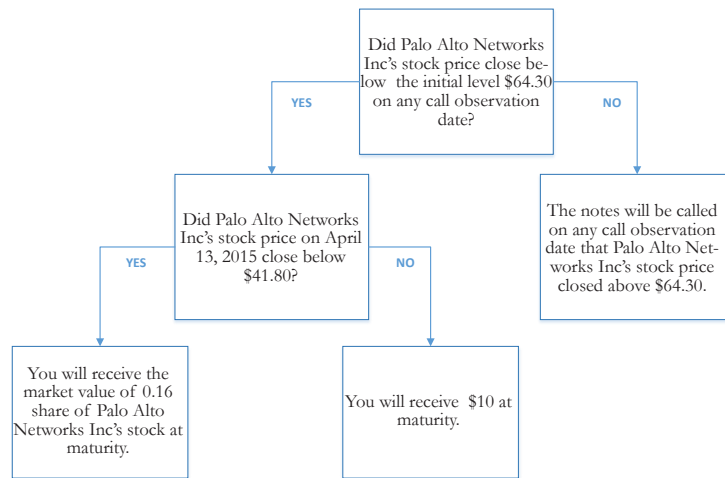 Did Palo Alto Networks
Inc's stock price close be-
low the initial level $64.30
on any call observation
date?
YES
NO
Did Palo Alto Networks
Inc's stock price on April
13, 2015 close below
$41.80?
The notes will be called
on any call observation
date that Palo Alto Net-
works Inc's stock price
closed above $64.30.
YES
NO
You will receive the
market value of 0.16
share of Palo Alto
Networks Inc's stock at
maturity.
You will receive $10 at
maturity.